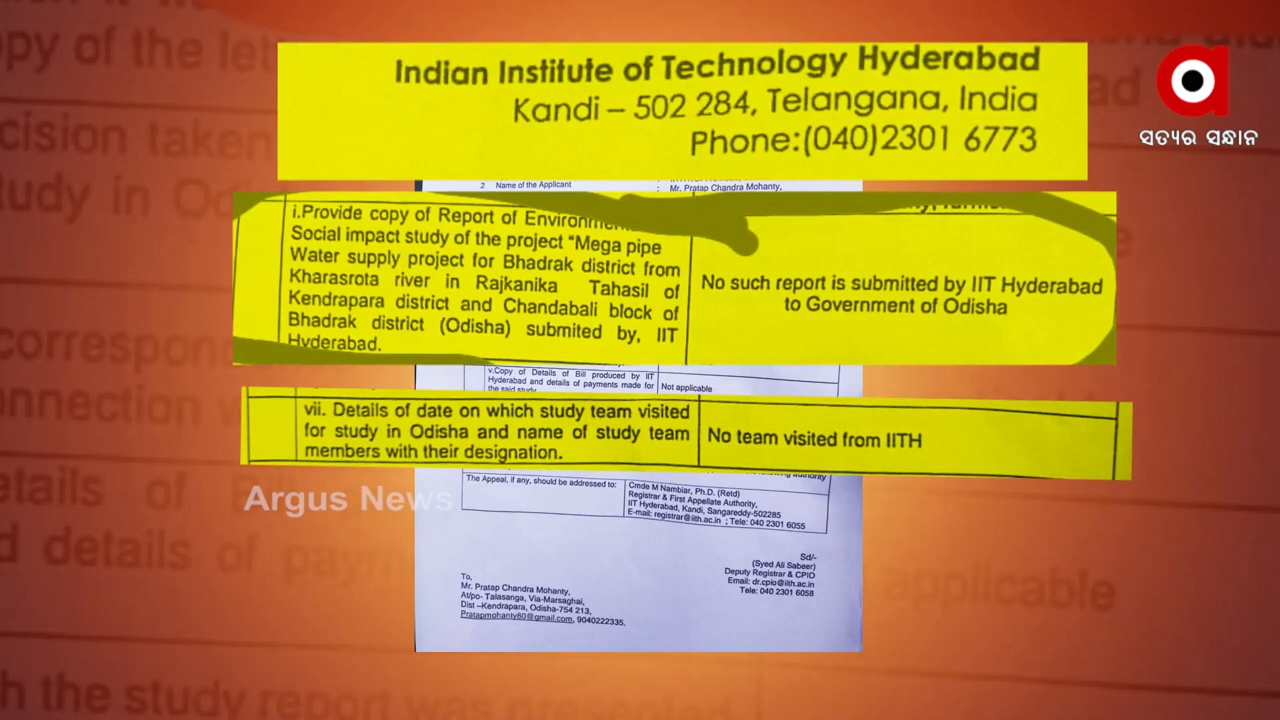 Indian Institute of Technology Hyderabad
Kandi – 502 284, Telangana, India
Phone:(040)2301 6773
ସତ୍ୟର ସନ୍ଧାନ
2 Name of the Applicant : Mr. Pratap Chandra Mohanty,
i.Provide copy of Report of
Social impact study of the project “Mega pipe
Water supply project for Bhadrak district from
Kharasrota river in Rajkanika Tahasil of
Kendrapara district and Chandabali block of
Bhadrak district (Odisha) submited by, IIT
Hyderabad.
No such report is submitted by IIT Hyderabad
to Government of Odisha
v.Copy of Details of Bill produced by IIT
Hyderabad and details of payments made for
the said study
Not applicable
vii. Details of date on which study team visited
for study in Odisha and name of study team
members with their designation.
No team visited from IITH
Argus News
authority
The Appeal, if any, should be addressed to:
Cmde M Nambiar, Ph.D. (Retd)
Registrar & First Appellate Authority,
IIT Hyderabad, Kandi, Sangareddy-502285
E-mail: registrar@iith.ac.in ; Tele: 040 2301 6055
Sd/-
(Syed Ali Sabeer)
Deputy Registrar & CPIO
Email: dr.cpio@iith.ac.in
Tele: 040 2301 6058
To,
Mr. Pratap Chandra Mohanty,
At/po- Talasanga, Via-Marsaghai,
Dist –Kendrapara, Odisha-754 213,
Pratapmohanty80@gmail.com, 9040222335.